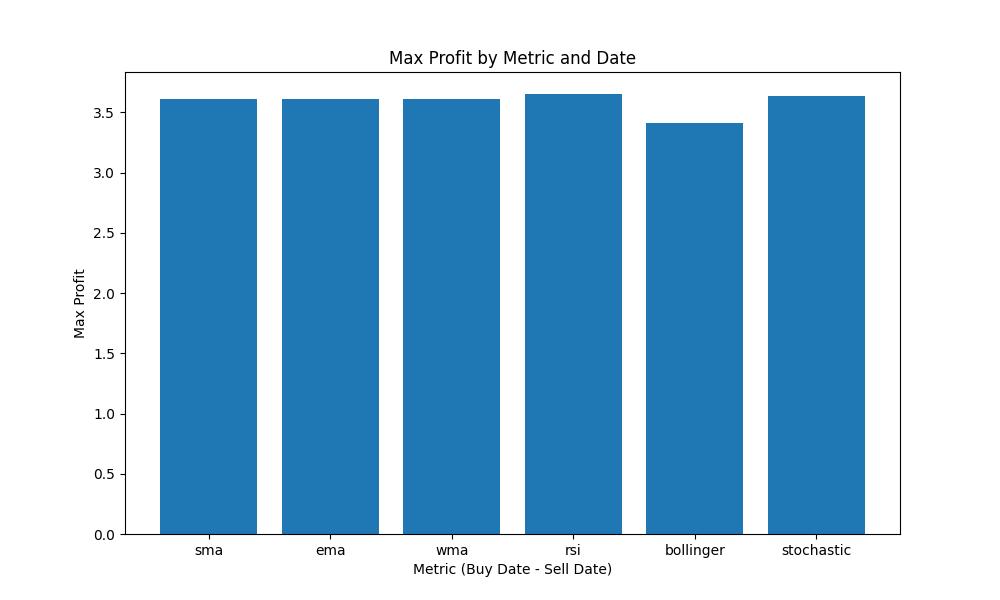 Max Profit by Metric and Date
Max Profit
3.5
3.0
2.5
2.0
1.5
1.0
0.5
0.0
sma ema wma rsi bollinger stochastic
Metric (Buy Date - Sell Date)